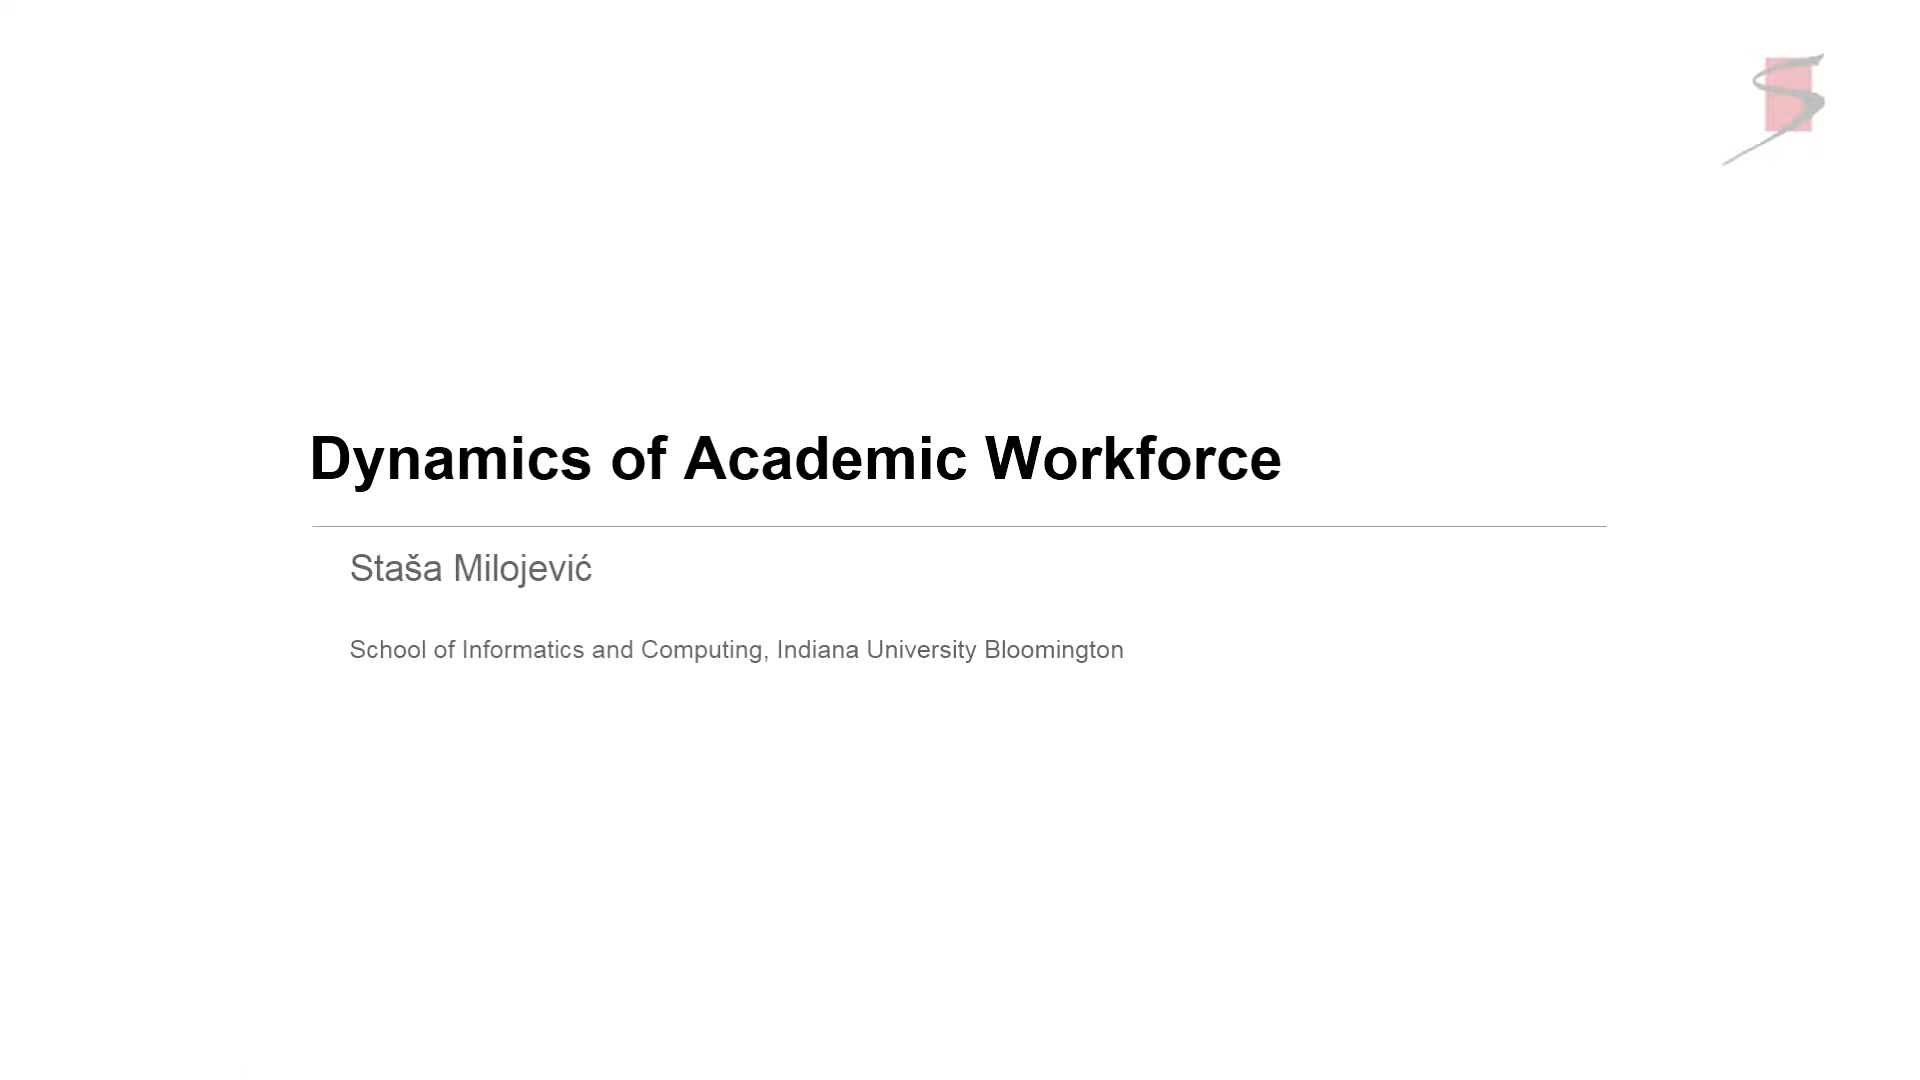 Dynamics of Academic Workforce
Staša Milojević
School of Informatics and Computing, Indiana University Bloomington